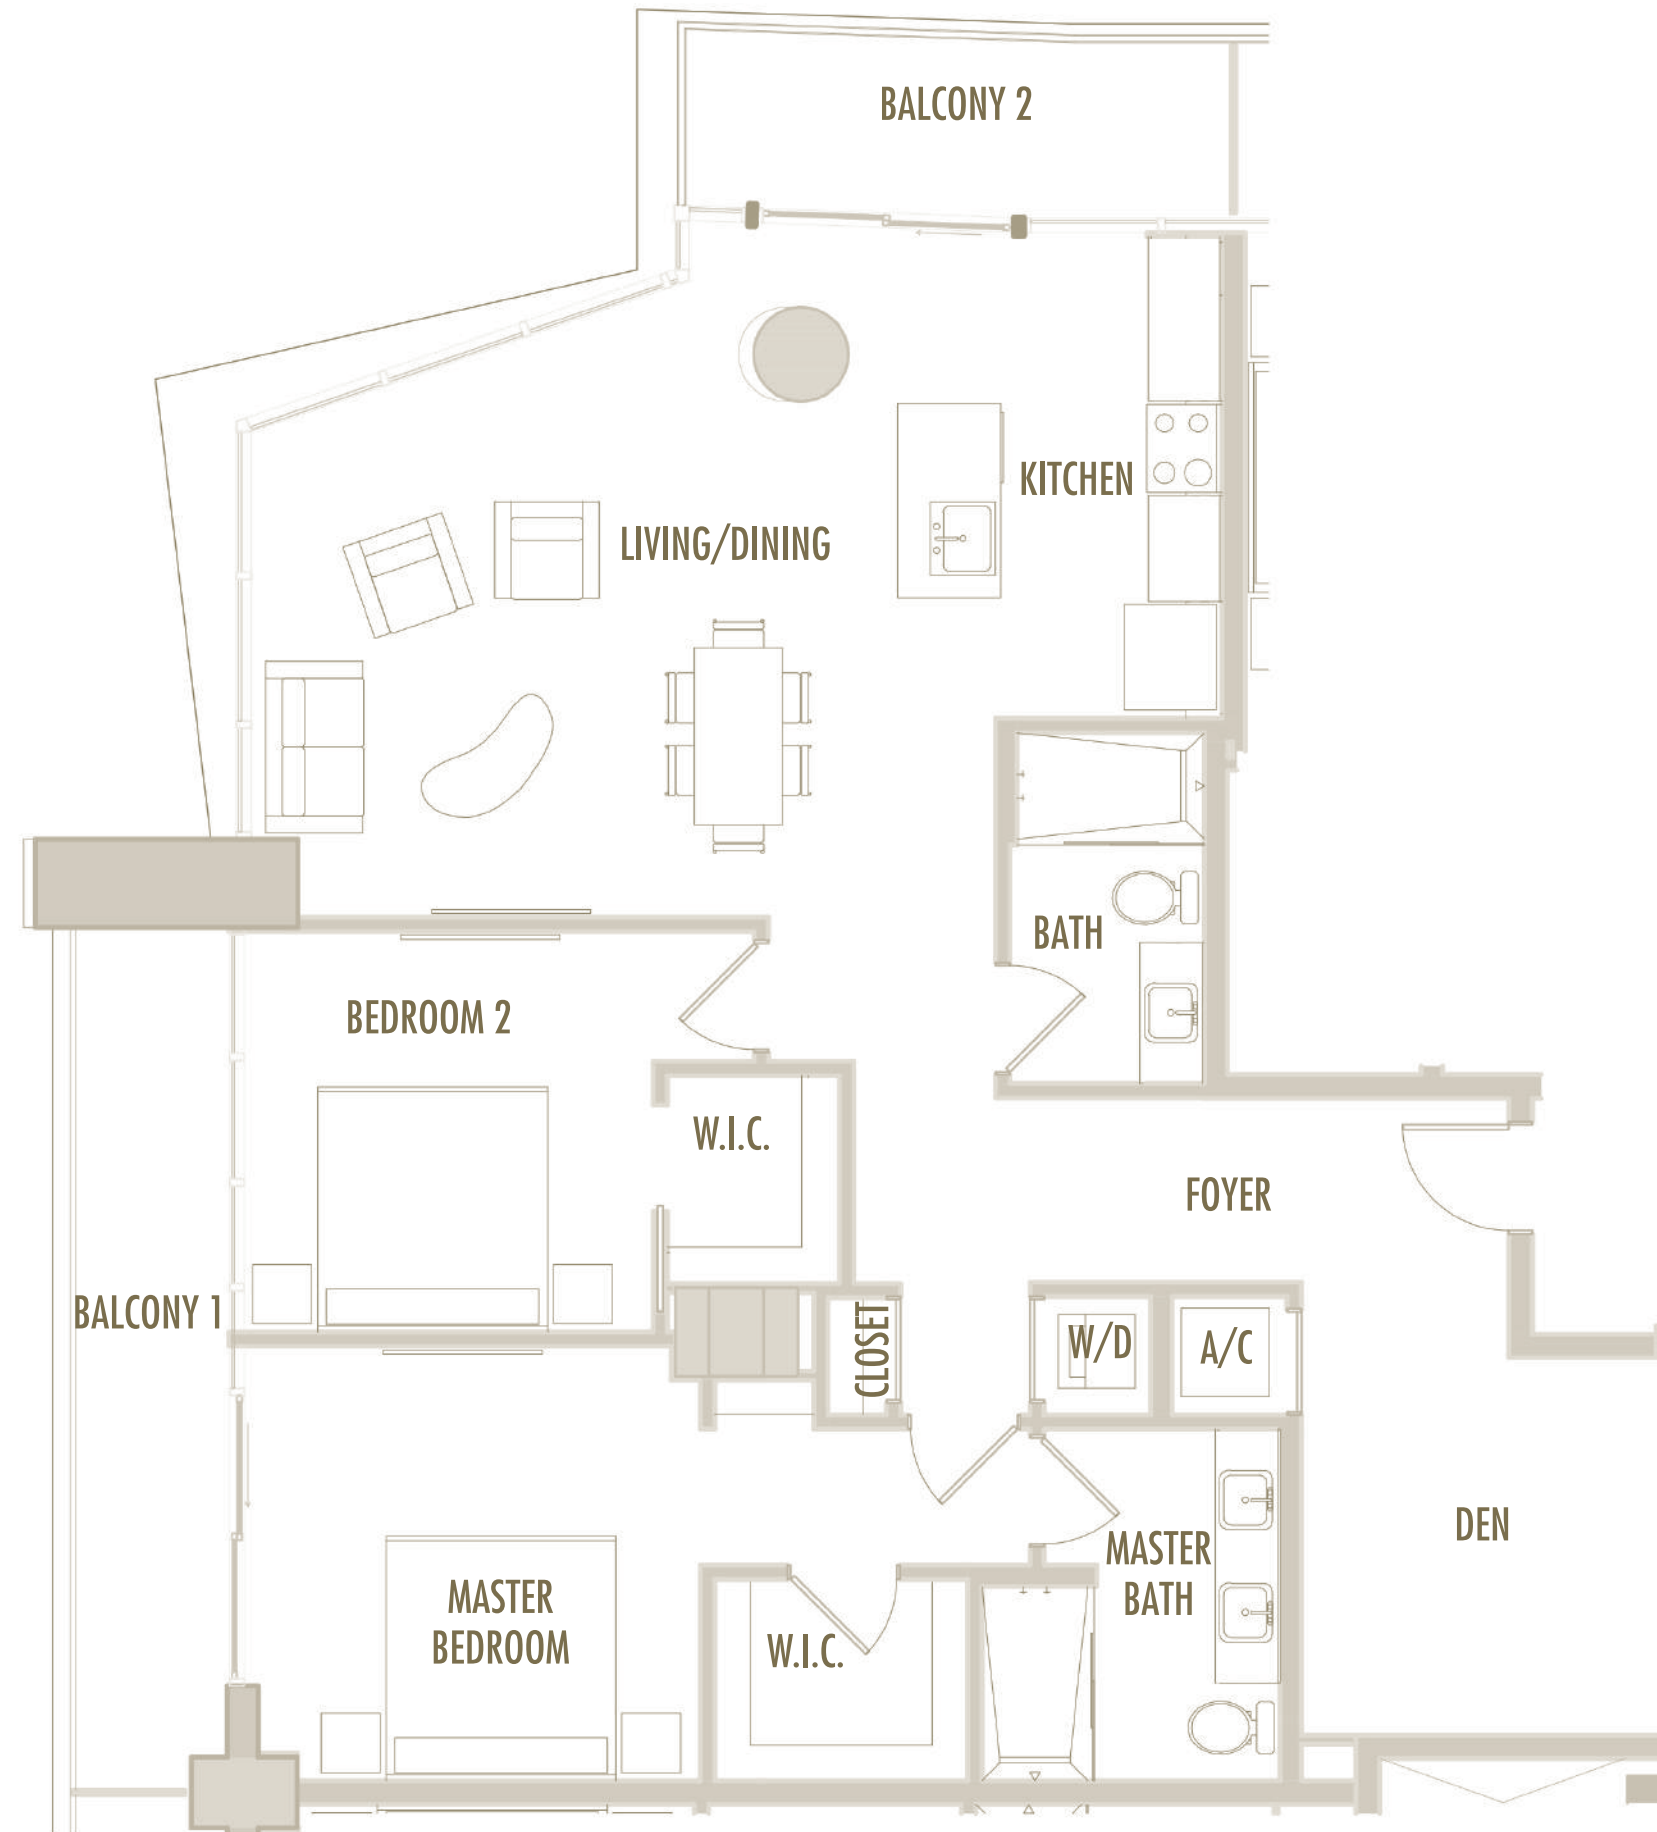 BALCONY 2
KITCHEN
LIVING/DINING
BATH
BEDROOM 2
W.I.C.
FOYER
BALCONY 1
CLOSET
W/D
A/C
DEN
MASTER
BATH
MASTER
BEDROOM
W.I.C.